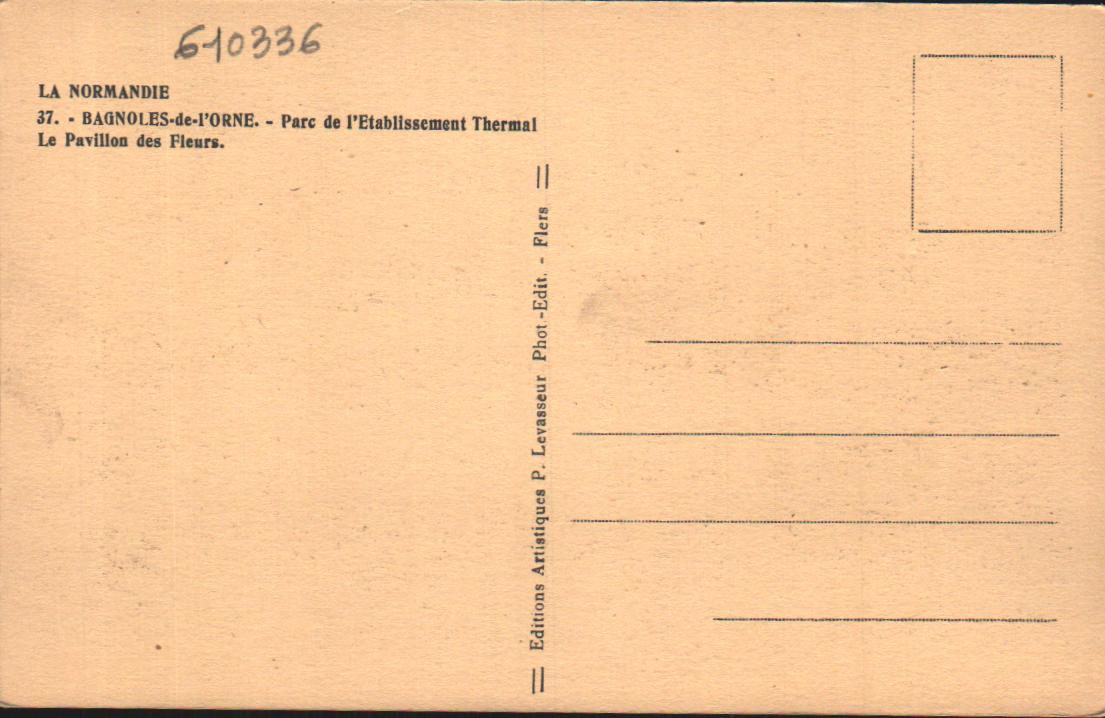 610336
LA NORMANDIE
37. - BAGNOLES-de-l'ORNE. - Parc de l'Etablissement Thermal
Le Pavillon des Fleurs.
Editions Artistiques P. Levasseur Phot.-Edit. - Flers